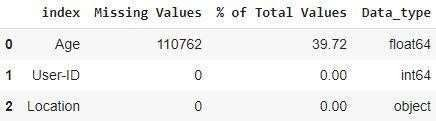 index Missing Values % of Total Values Data_type
0 Age 110762 39.72 float64
1 User-ID 0 0.00 int64
2 Location 0 0.00 object